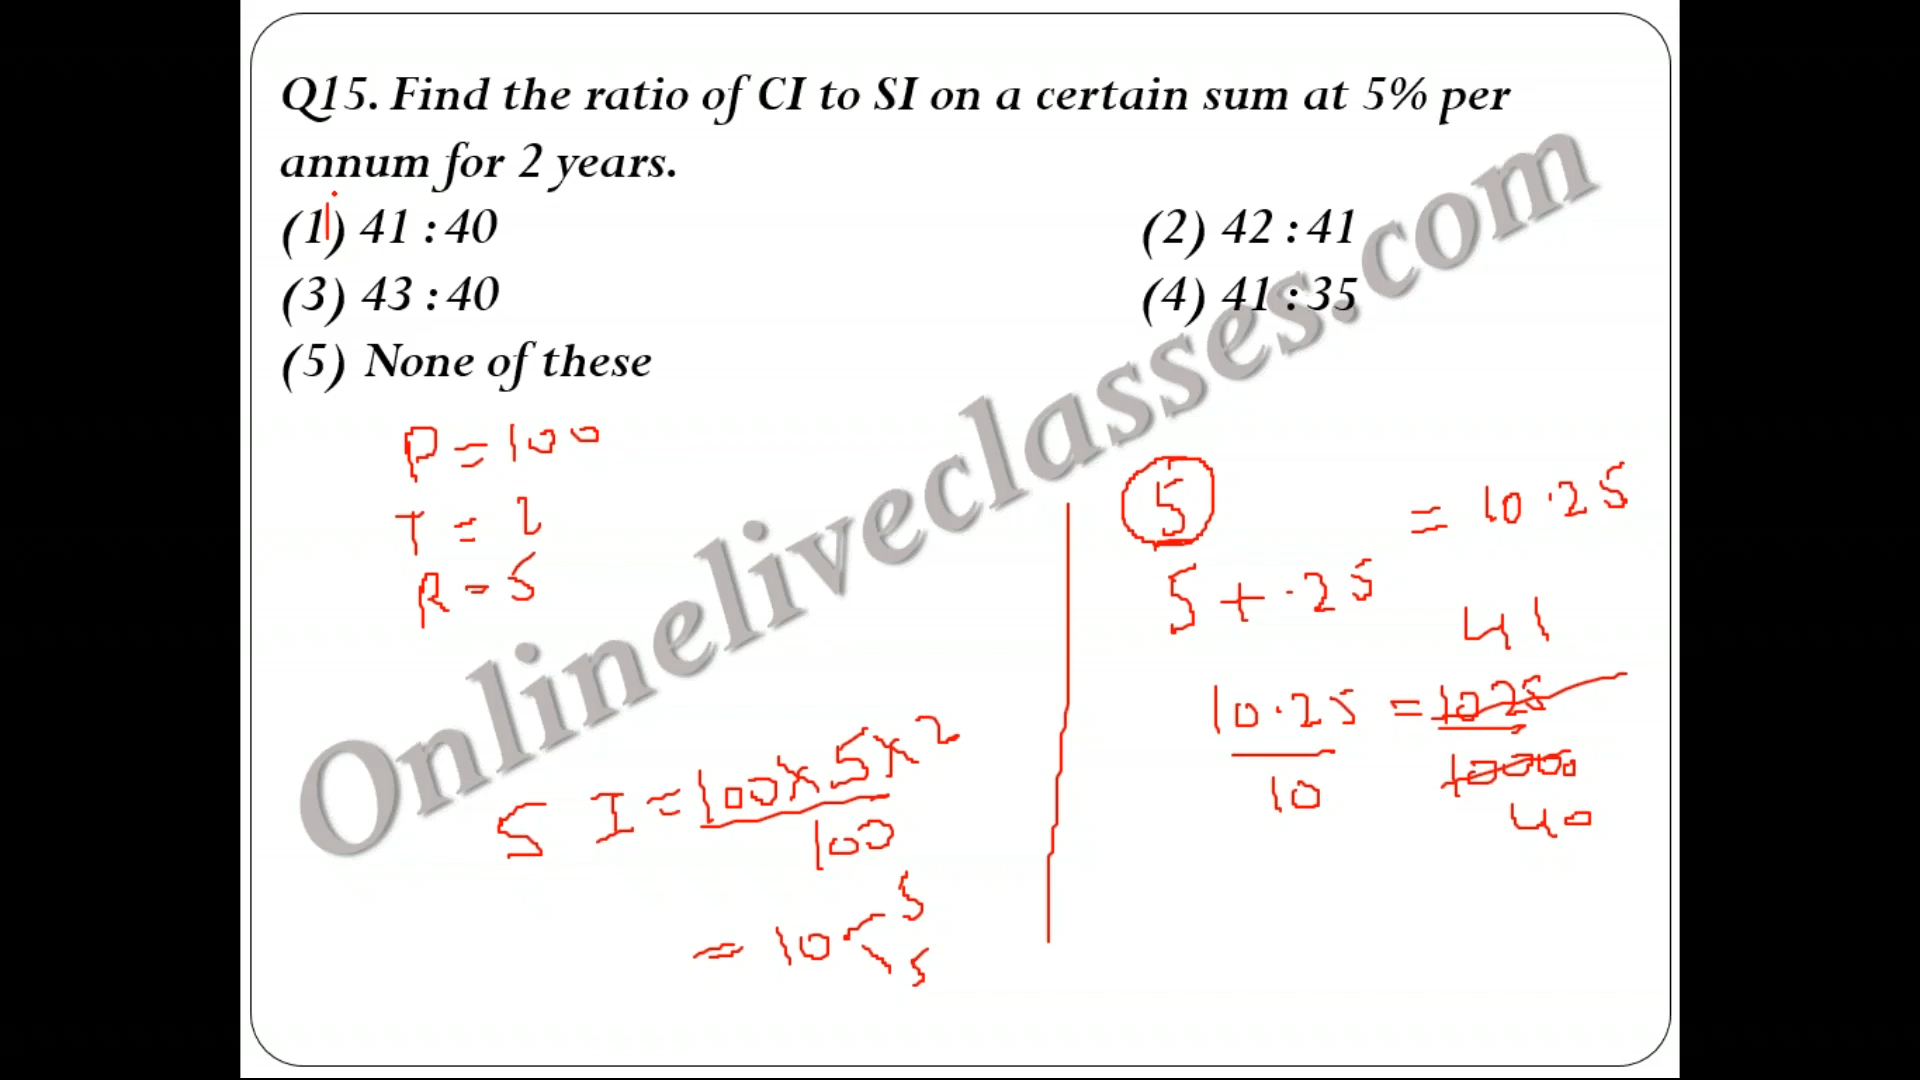 Q15. Find the ratio of CI to SI on a certain sum at 5% per
annum for 2 years.
(1) 41 : 40
(2) 42 : 41
(3) 43 : 40
(4) 41 : 35
(5) None of these
Onlineliveclasses.com
P = 100
T = 2
R = 5
SI = 100 x 5 x 2
100
= 10 < 5
5
5
= 10.25
5 + .25
41
10.25 = 1025
10 1000
40